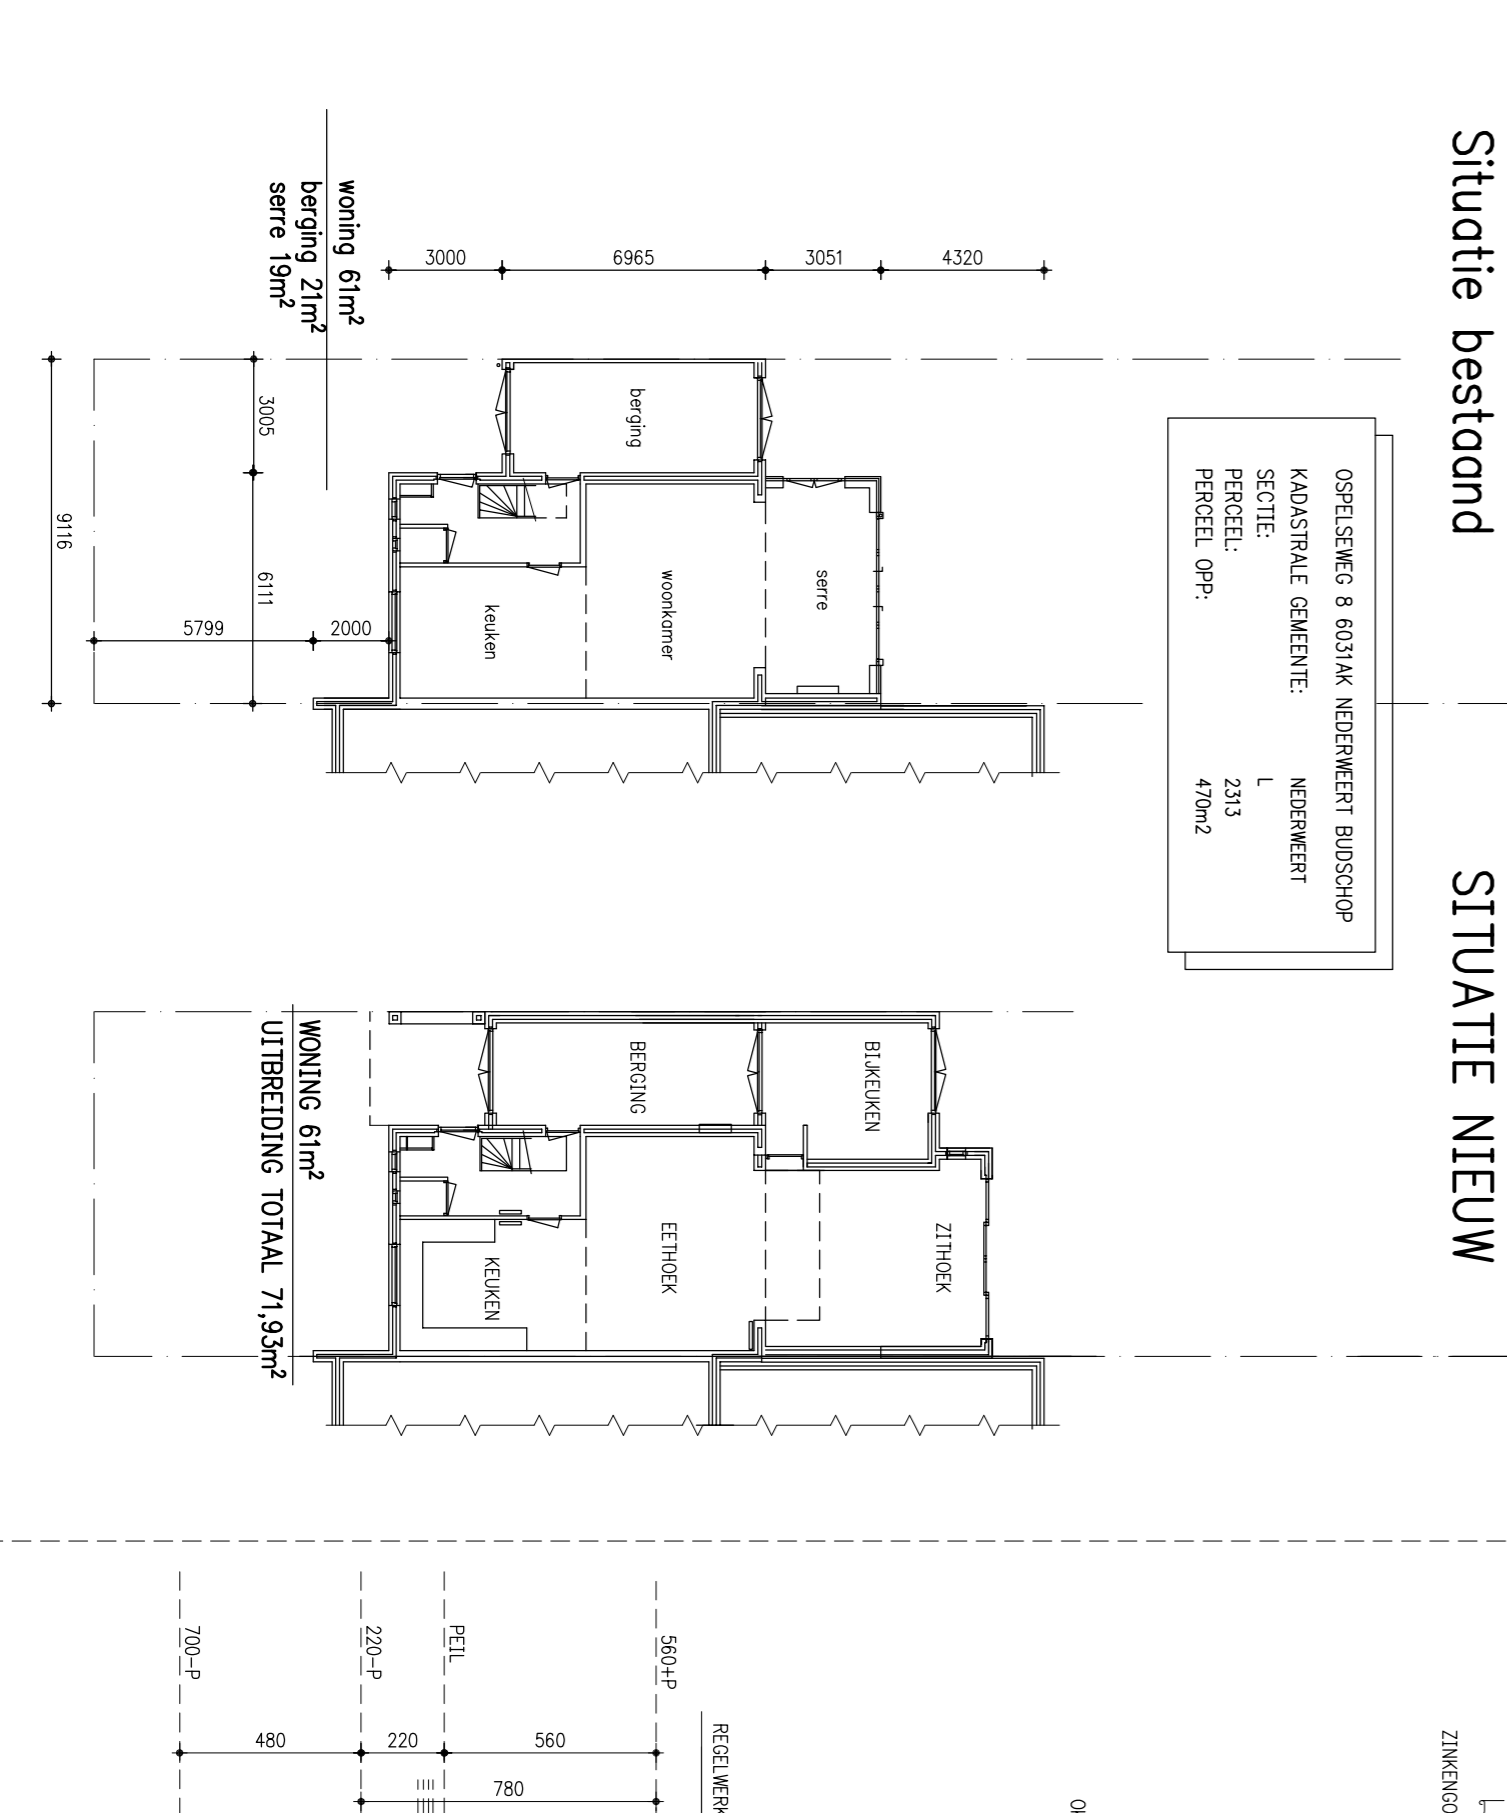 Situatie bestaand
OSPELSEWEG 8 6031AK NEDERWEERT BUDSCHOP
KADASTRALE GEMEENTE: NEDERWEERT
SECTIE: L
PERCEEL: 2313
PERCEEL OPP: 470m2
3000
6965
3051
4320
berging
serre
woonkamer
keuken
woning 61m²
berging 21m²
serre 19m²
3005
6111
9116
5799
2000
SITUATIE NIEUW
BIJKEUKEN
BERGING
ZITHOEK
EETHOEK
KEUKEN
WONING 61m²
UITBREIDING TOTAAL 71,93m²
560+P
PEIL
220-P
700-P
480
220
560
780
REGELWERK
ZINKENGO